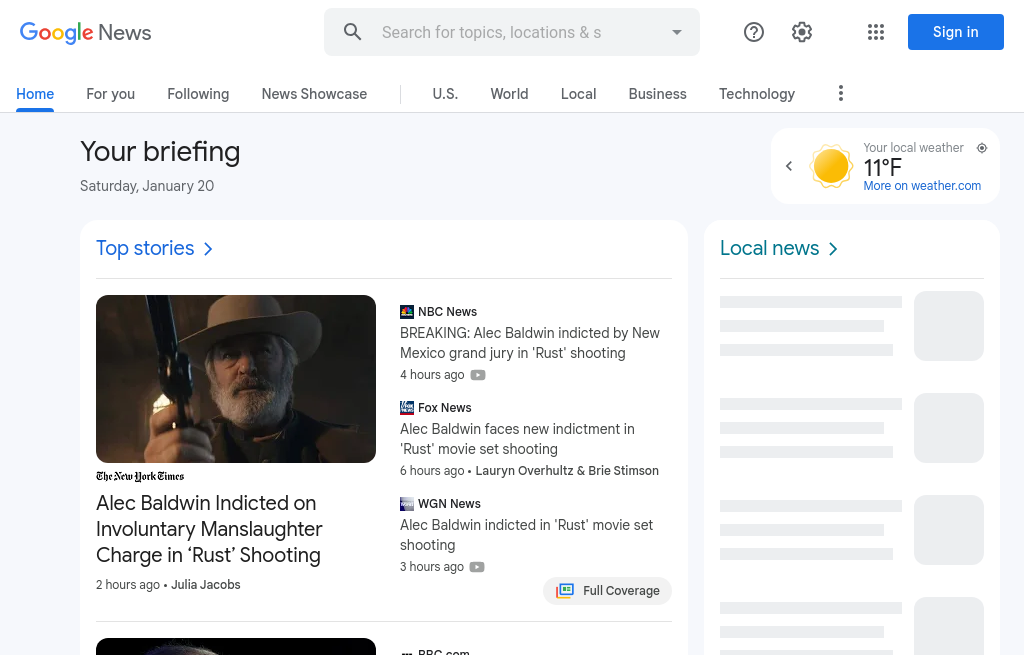 Google News
Search for topics, locations & s
Sign in
Home
For you
Following
News Showcase
U.S.
World
Local
Business
Technology
Your briefing
Saturday, January 20
Your local weather
11°F
More on weather.com
Top stories
The New York Times
Alec Baldwin Indicted on
Involuntary Manslaughter
Charge in ‘Rust’ Shooting
2 hours ago • Julia Jacobs
NBC News
BREAKING: Alec Baldwin indicted by New
Mexico grand jury in 'Rust' shooting
4 hours ago
Fox News
Alec Baldwin faces new indictment in
'Rust' movie set shooting
6 hours ago • Lauryn Overhultz & Brie Stimson
WGN News
Alec Baldwin indicted in 'Rust' movie set
shooting
3 hours ago
Full Coverage
BBC.com
Local news